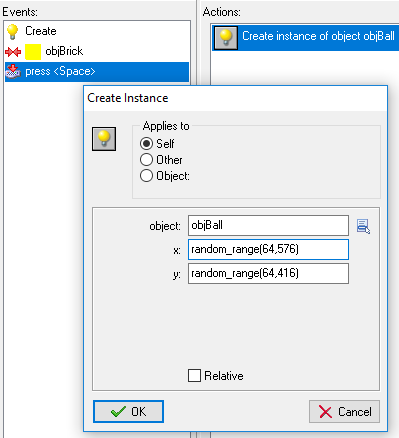 Events:
Create
objBrick
press <Space>
Actions:
Create instance of object objBall
Create Instance
Applies to
Self
Other
Object:
object: objBall
x: random_range(64,576)
y: random_range(64,416)
Relative
OK
Cancel